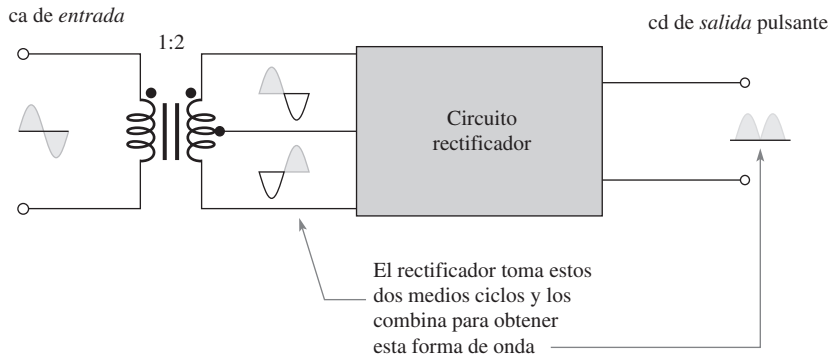 ca de entrada
1:2
cd de salida pulsante
Circuito
rectificador
El rectificador toma estos
dos medios ciclos y los
combina para obtener
esta forma de onda